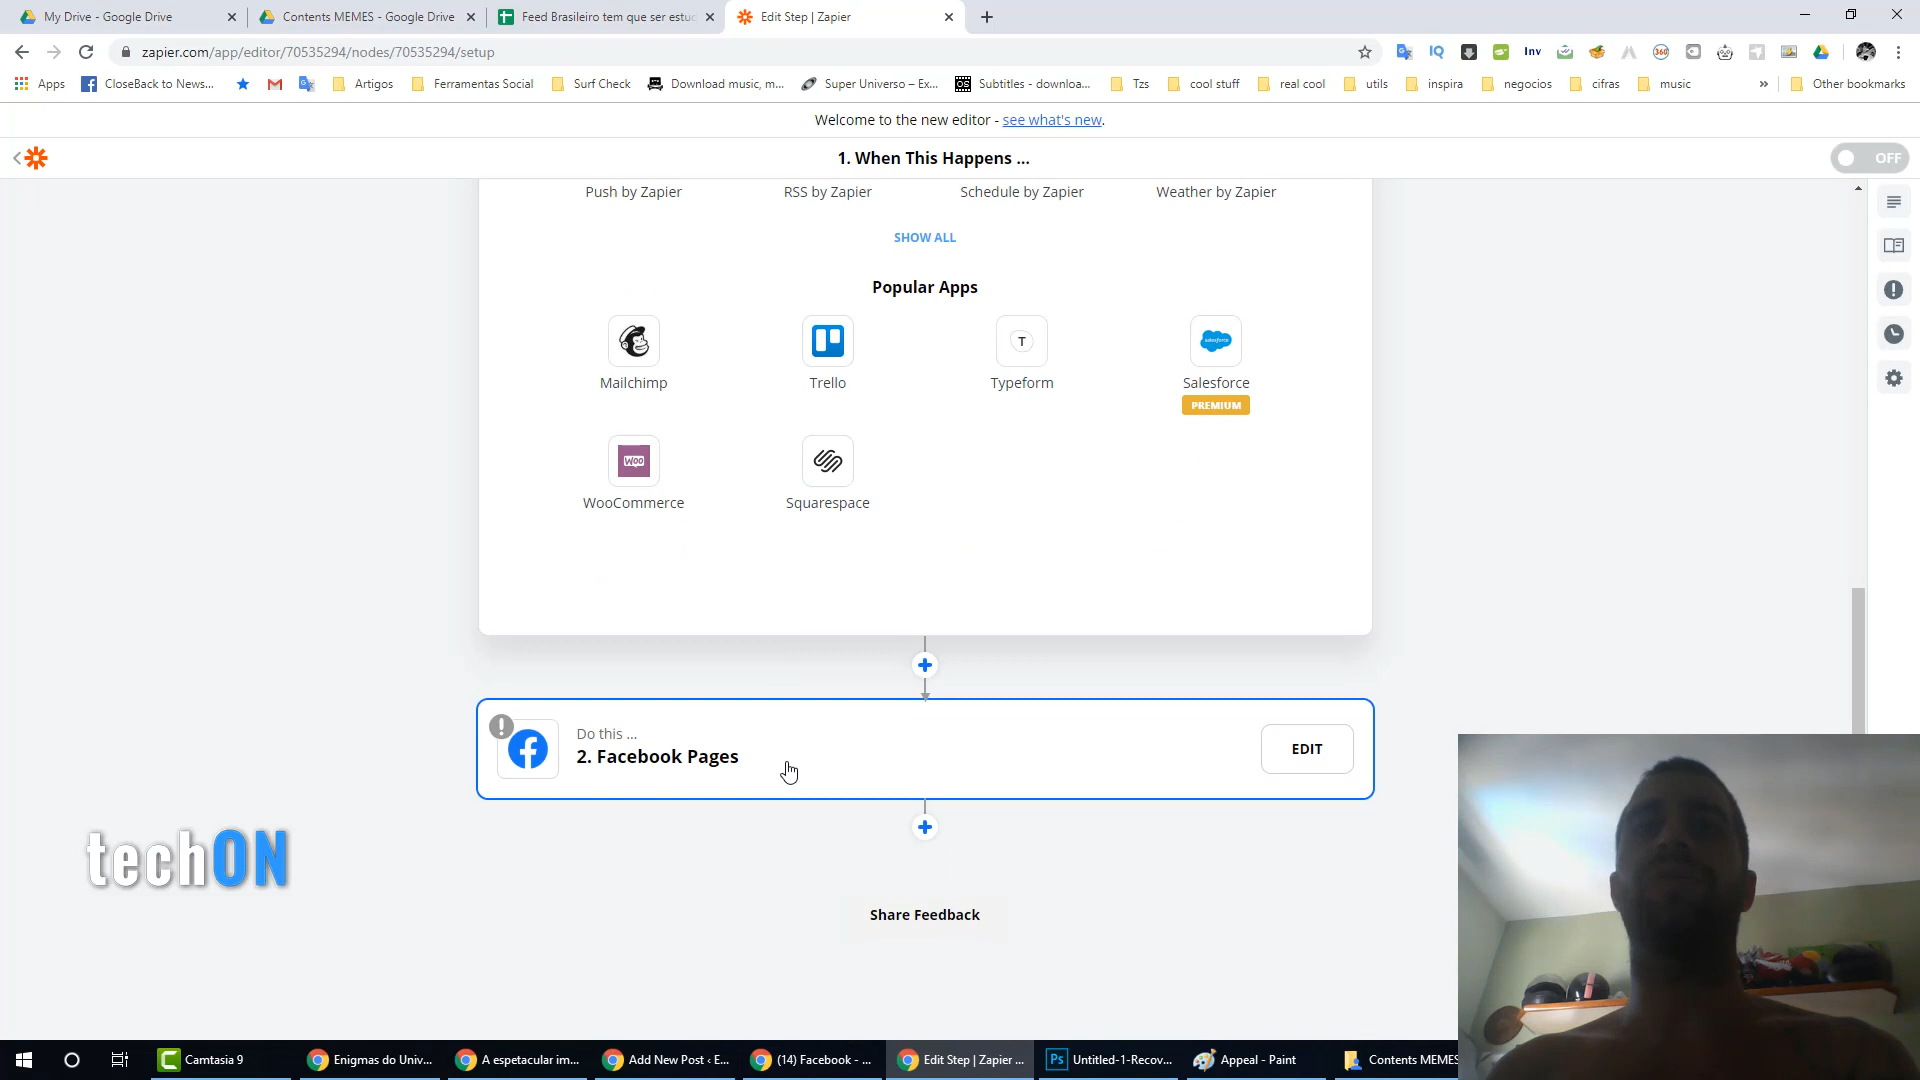 My Drive - Google Drive
Contents MEMES - Google Drive
Feed Brasileiro tem que ser estuc
Edit Step | Zapier
zapier.com/app/editor/70535294/nodes/70535294/setup
Inv
Apps
CloseBack to News...
Artigos
Ferramentas Social
Surf Check
Download music, m...
Super Universo – Ex...
Subtitles - downloa...
Tzs
cool stuff
real cool
utils
inspira
negocios
cifras
music
Other bookmarks
Welcome to the new editor - see what's new.
1. When This Happens ...
OFF
Push by Zapier
RSS by Zapier
Schedule by Zapier
Weather by Zapier
SHOW ALL
Popular Apps
T
salesforce
Mailchimp
Trello
Typeform
Salesforce
PREMIUM
Woo
WooCommerce
Squarespace
Do this ...
2. Facebook Pages
EDIT
techON
Share Feedback
Camtasia 9
Enigmas do Univ...
A espetacular im...
Add New Post ‹ E...
(14) Facebook - ...
Edit Step | Zapier ...
Ps
Untitled-1-Recov...
Appeal - Paint
Contents MEMES